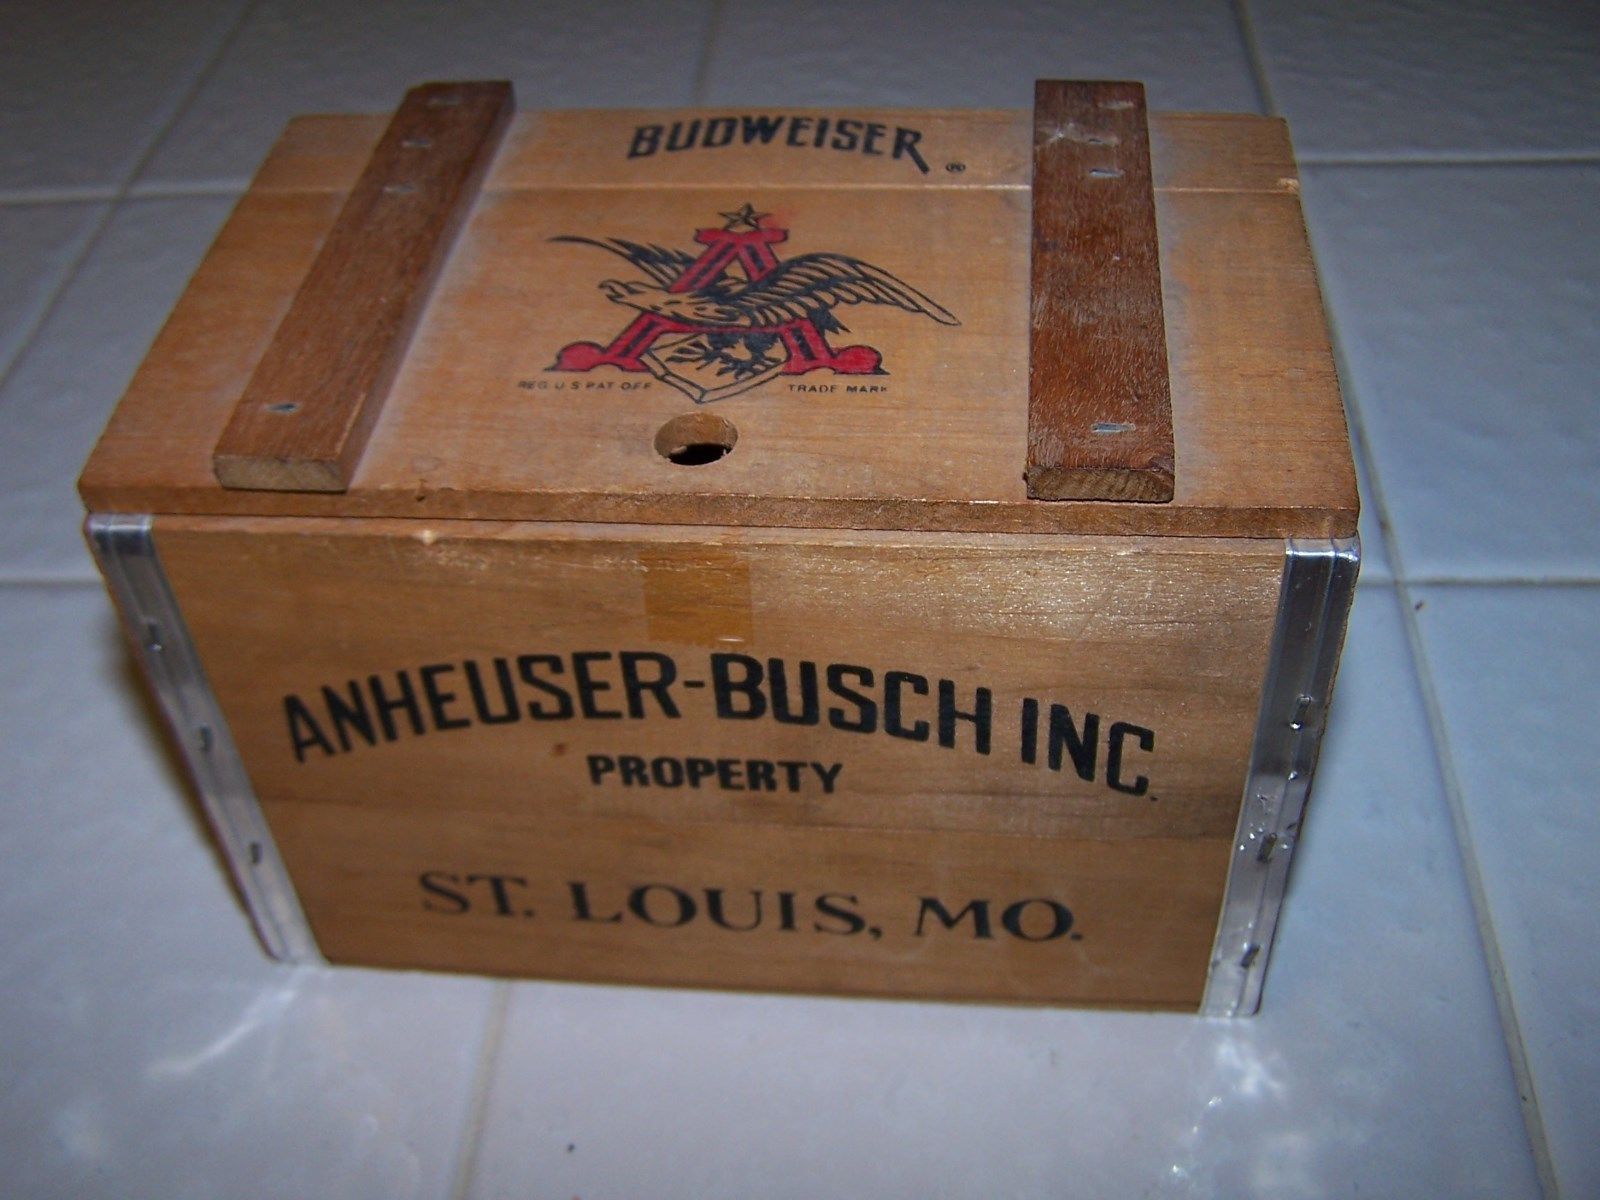 BUDWEISER ®
A
REG. U S PAT OFF TRADE MARK
ANHEUSER-BUSCH INC.
PROPERTY
ST. LOUIS, MO.